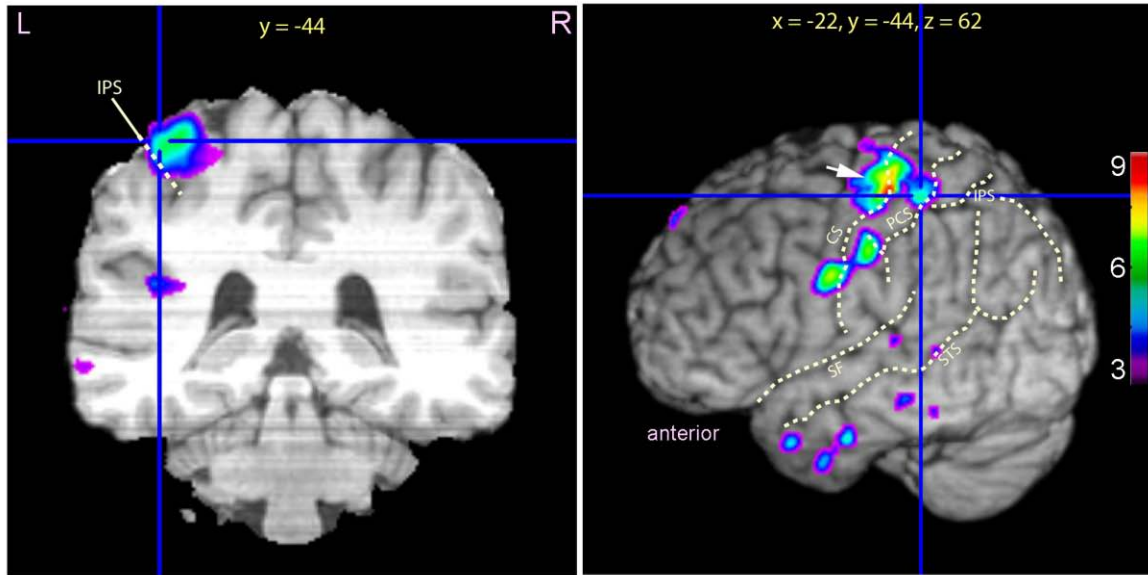 L
y = -44
R
IPS
x = -22, y = -44, z = 62
9
6
3
CS
PCS
IPS
SF
STS
anterior